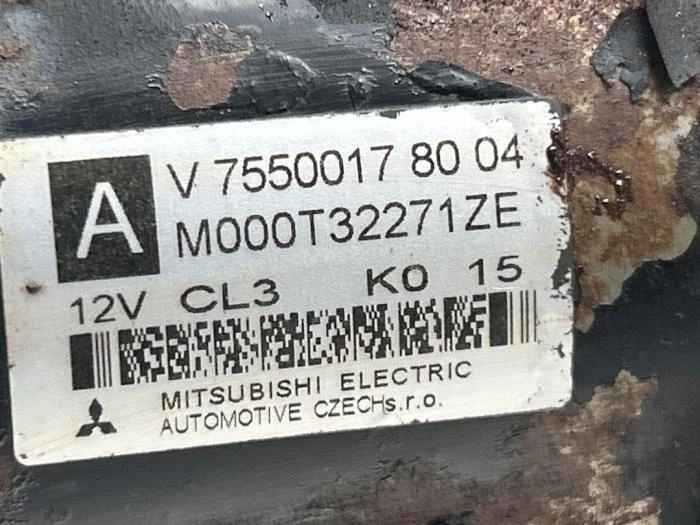 A
V 7550017 80 04
M000T32271ZE
12V CL3 K0 15
MITSUBISHI ELECTRIC
AUTOMOTIVE CZECHs.r.o.